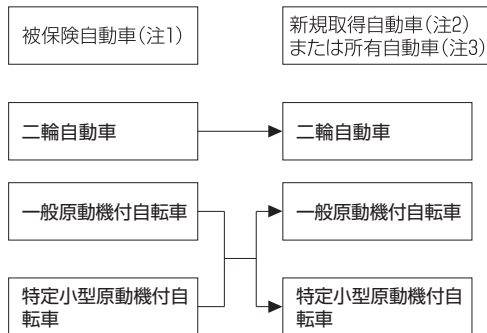 被保険自動車(注1)
新規取得自動車(注2)
または所有自動車(注3)
二輪自動車
二輪自動車
一般原動機付自転車
一般原動機付自転車
特定小型原動機付自
転車
特定小型原動機付自
転車